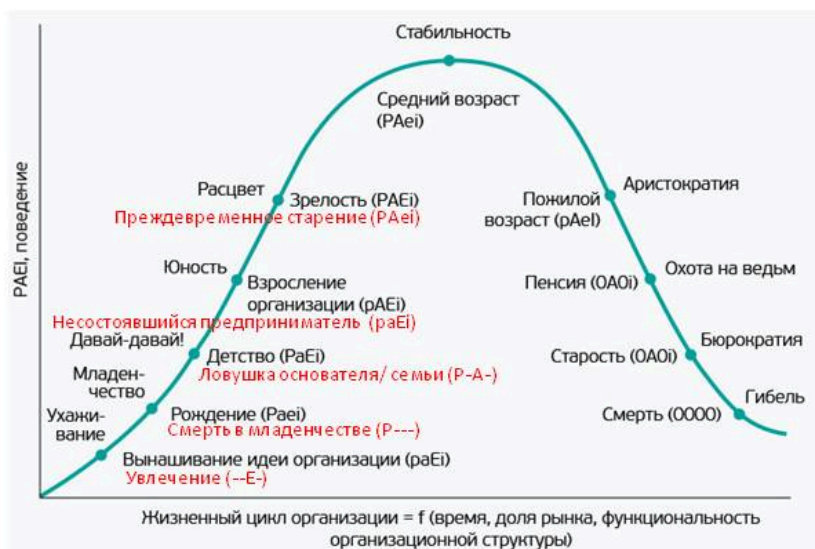 Стабильность
Средний возраст
(PAei)
Расцвет
Зрелость (PAEi)
Преждевременное старение (PAei)
Юность
Взросление
организации (pAEi)
Несостоявшийся предприниматель (paEi)
Давай-давай!
Детство (PaEi)
Ловушка основателя/ семьи (P-A-)
Младен-
чество
Рождение (Paei)
Смерть в младенчестве (P---)
Ухажи-
вание
Вынашивание идеи организации (paEi)
Увлечение (--E-)
Аристократия
Пожилой
возраст (pAeI)
Охота на ведьм
Пенсия (0A0i)
Бюрократия
Старость (0A0i)
Гибель
Смерть (0000)
PAEI, поведение
Жизненный цикл организации = f (время, доля рынка, функциональность
организационной структуры)